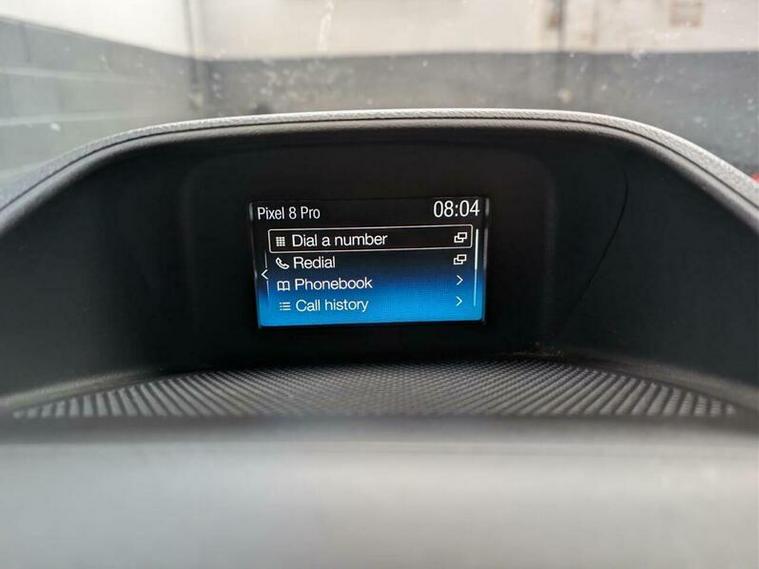 Pixel 8 Pro 08:04
Dial a number
Redial
Phonebook
Call history